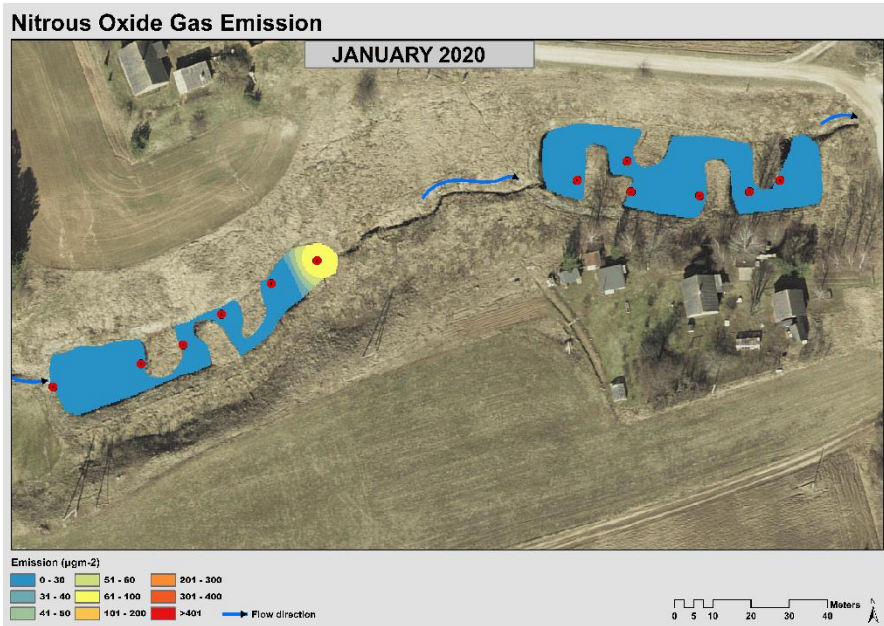 Nitrous Oxide Gas Emission
JANUARY 2020
Emission (µgm-2)
0 - 30
51 - 60
201 - 300
31 - 40
61 - 100
301 - 400
41 - 50
101 - 200
>401
Flow direction
Meters
0 5 10 20 30 40
N